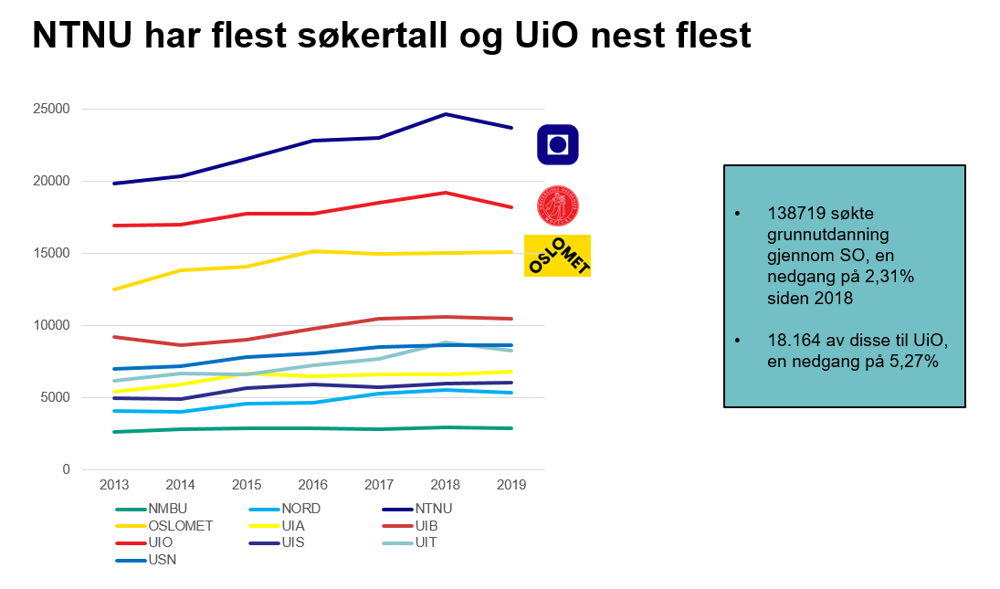 NTNU har flest søkertall og UiO nest flest
25000
20000
15000
10000
5000
0
2013 2014 2015 2016 2017 2018 2019
NMBU NORD NTNU
OSLOMET UIA UIB
UIO UIS UIT
USN
OSLOMET
• 138719 søkte
grunnutdanning
gjennom SO, en
nedgang på 2,31%
siden 2018
• 18.164 av disse til UiO,
en nedgang på 5,27%